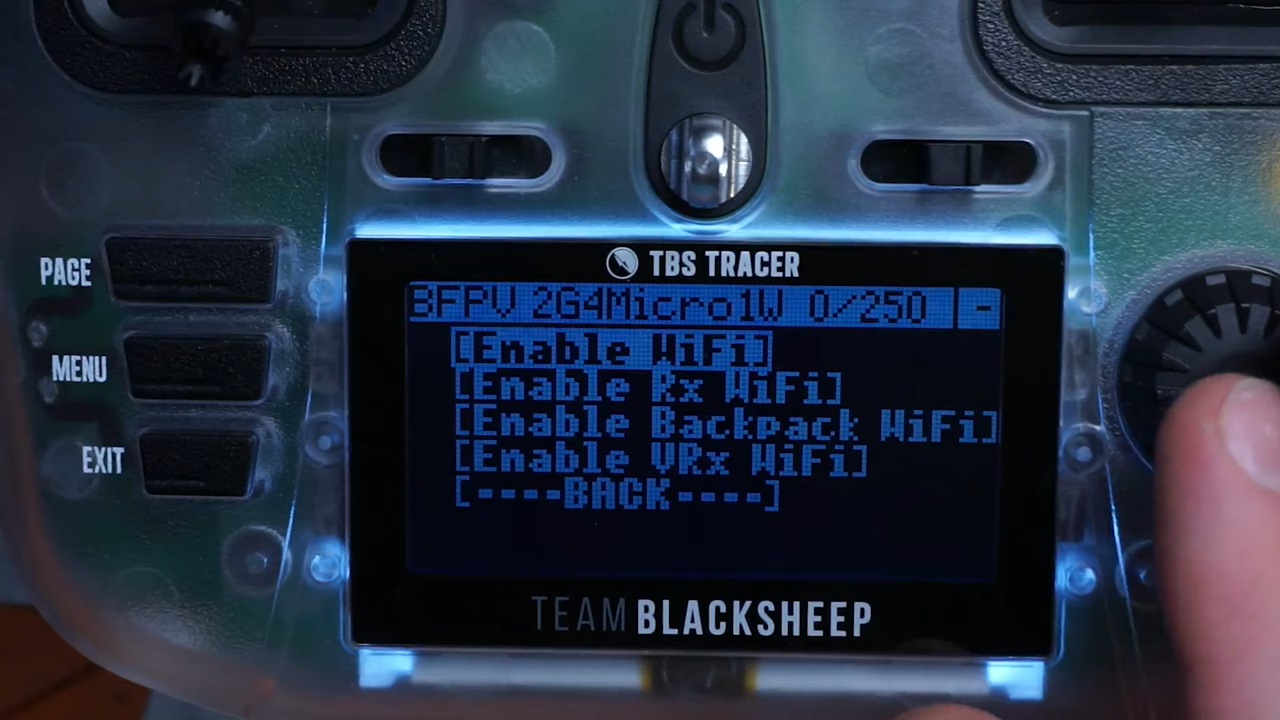 PAGE
MENU
EXIT
TBS TRACER
BFPV 2G4Micro1W 0/250 -
[Enable WiFi]
[Enable Rx WiFi]
[Enable Backpack WiFi]
[Enable VRx WiFi]
[----BACK----]
TEAM BLACKSHEEP